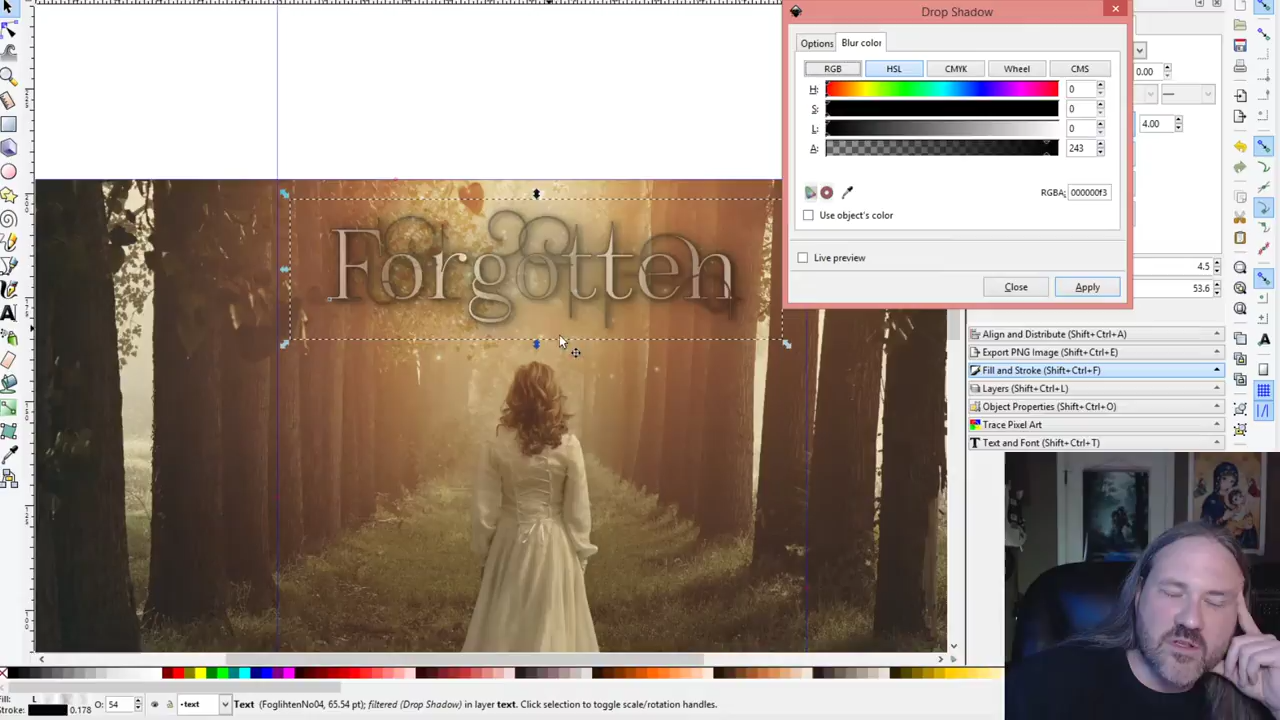 Drop Shadow
Options Blur color
RGB HSL CMYK Wheel CMS
H: 0
S: 0
L: 0
A: 243
RGBA: 000000f3
Use object's color
Live preview
Close Apply
0.00
4.00
4.5
53.6
Align and Distribute (Shift+Ctrl+A)
Export PNG Image (Shift+Ctrl+E)
Fill and Stroke (Shift+Ctrl+F)
Layers (Shift+Ctrl+L)
Object Properties (Shift+Ctrl+O)
Trace Pixel Art
Text and Font (Shift+Ctrl+T)
Forgotten
Fill: L
Stroke: 0.178
O: 54
•text
Text (FoglihtenNo04, 65.54 pt); filtered (Drop Shadow) in layer text. Click selection to toggle scale/rotation handles.